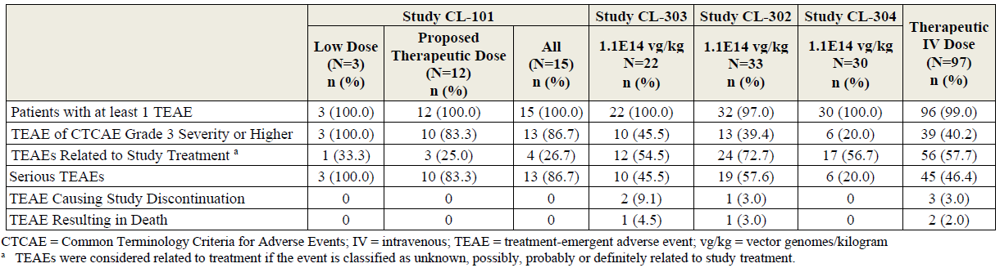 Study CL-101 Study CL-303 Study CL-302 Study CL-304 Therapeutic IV Dose (N=97) n (%)
Low Dose (N=3) n (%) Proposed Therapeutic Dose (N=12) n (%) All (N=15) n (%) 1.1E14 vg/kg N=22 n (%) 1.1E14 vg/kg N=33 n (%) 1.1E14 vg/kg N=30 n (%)
Patients with at least 1 TEAE 3 (100.0) 12 (100.0) 15 (100.0) 22 (100.0) 32 (97.0) 30 (100.0) 96 (99.0)
TEAE of CTCAE Grade 3 Severity or Higher 3 (100.0) 10 (83.3) 13 (86.7) 10 (45.5) 13 (39.4) 6 (20.0) 39 (40.2)
TEAEs Related to Study Treatment a 1 (33.3) 3 (25.0) 4 (26.7) 12 (54.5) 24 (72.7) 17 (56.7) 56 (57.7)
Serious TEAEs 3 (100.0) 10 (83.3) 13 (86.7) 10 (45.5) 19 (57.6) 6 (20.0) 45 (46.4)
TEAE Causing Study Discontinuation 0 0 0 2 (9.1) 1 (3.0) 0 3 (3.0)
TEAE Resulting in Death 0 0 0 1 (4.5) 1 (3.0) 0 2 (2.0)
CTCAE = Common Terminology Criteria for Adverse Events; IV = intravenous; TEAE = treatment-emergent adverse event; vg/kg = vector genomes/kilogram
a TEAEs were considered related to treatment if the event is classified as unknown, possibly, probably or definitely related to study treatment.